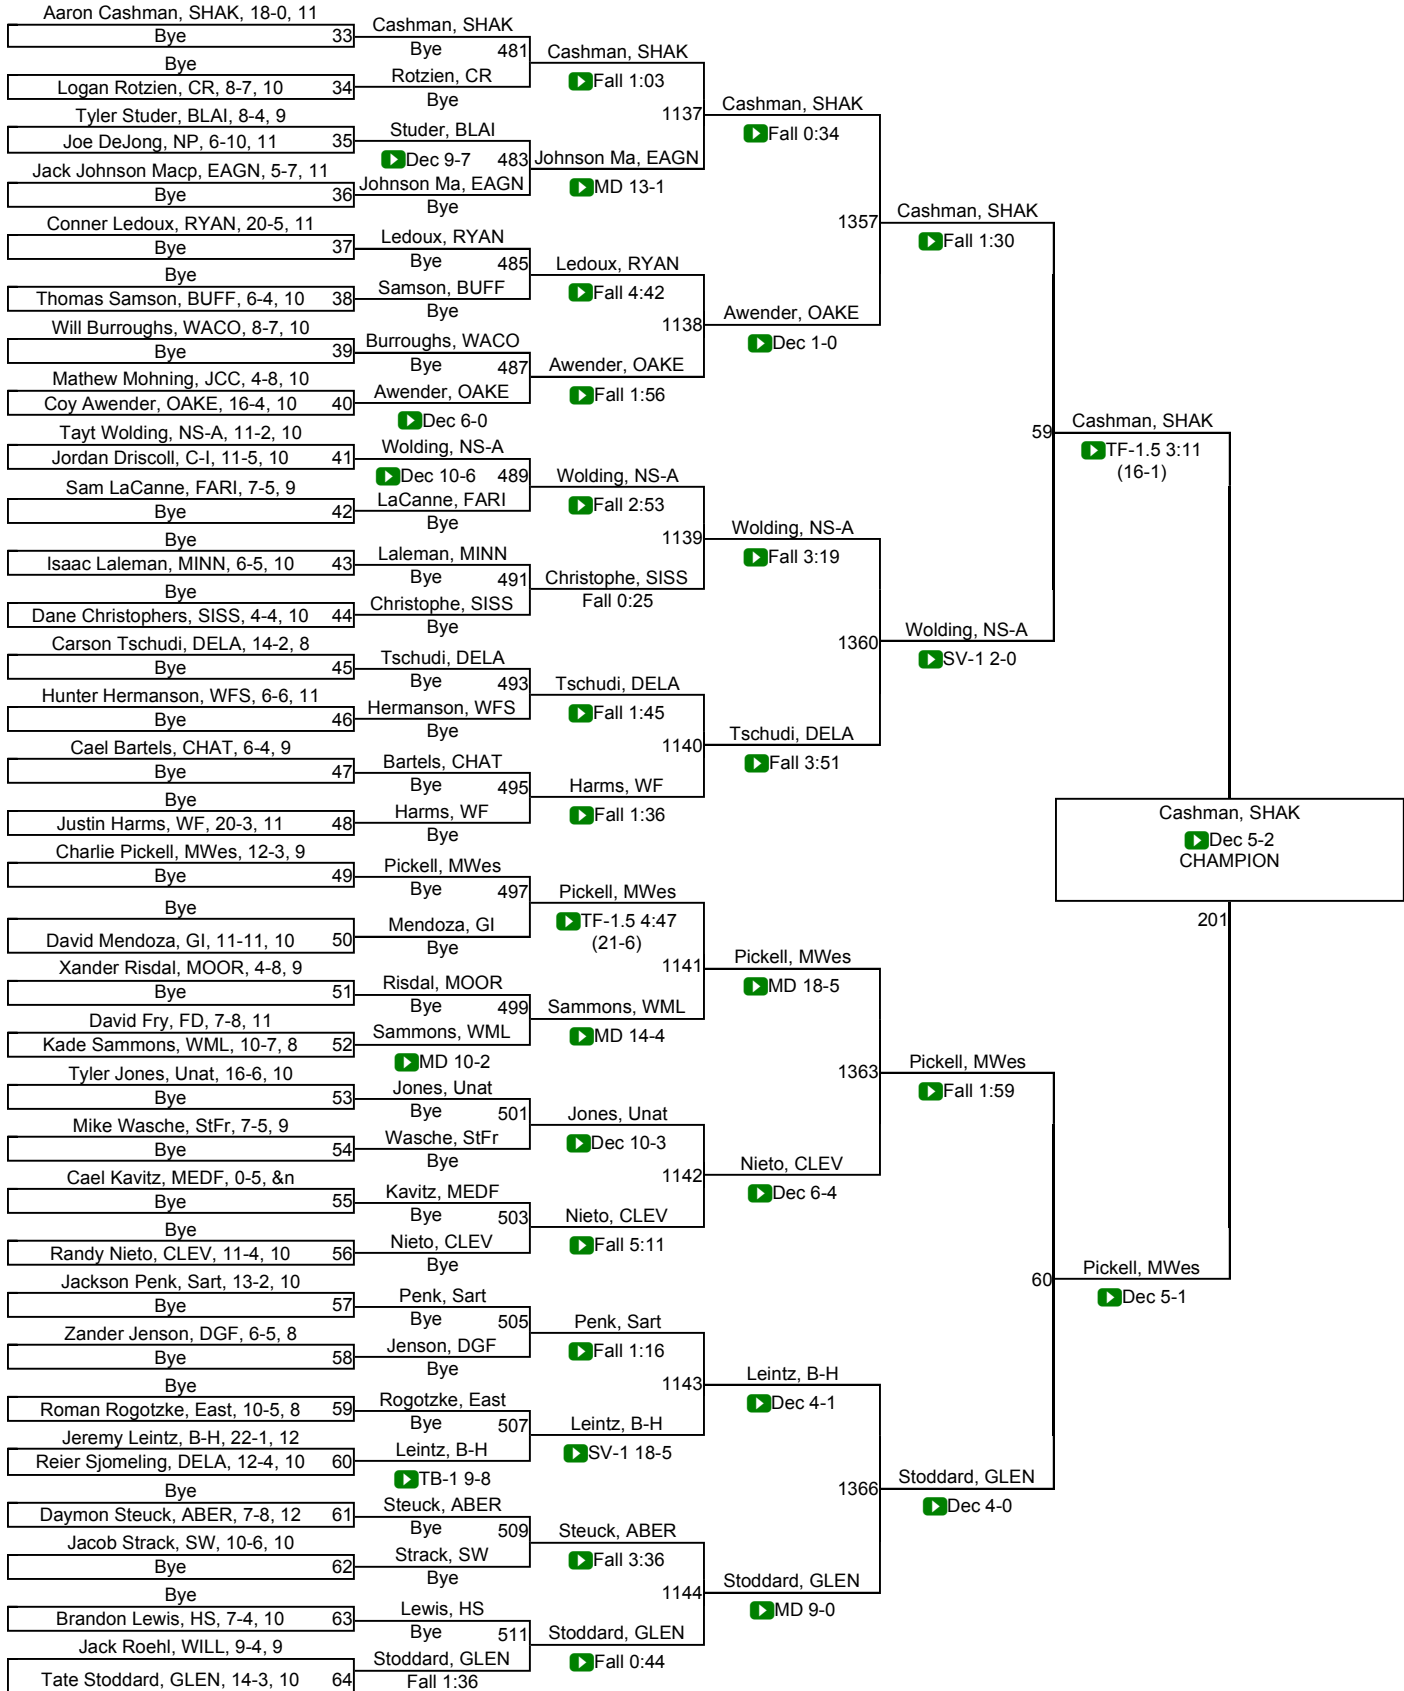 Aaron Cashman, SHAK, 18-0, 11
Bye 33
Bye
Logan Rotzien, CR, 8-7, 10 34
Tyler Studer, BLAI, 8-4, 9
Joe DeJong, NP, 6-10, 11 35
Jack Johnson Macp, EAGN, 5-7, 11
Bye 36
Conner Ledoux, RYAN, 20-5, 11
Bye 37
Bye
Thomas Samson, BUFF, 6-4, 10 38
Will Burroughs, WACO, 8-7, 10
Bye 39
Mathew Mohning, JCC, 4-8, 10
Coy Awender, OAKE, 16-4, 10 40
Tayt Wolding, NS-A, 11-2, 10
Jordan Driscoll, C-I, 11-5, 10 41
Sam LaCanne, FARI, 7-5, 9
Bye 42
Bye
Isaac Laleman, MINN, 6-5, 10 43
Bye
Dane Christophers, SISS, 4-4, 10 44
Carson Tschudi, DELA, 14-2, 8
Bye 45
Hunter Hermanson, WFS, 6-6, 11
Bye 46
Cael Bartels, CHAT, 6-4, 9
Bye 47
Bye
Justin Harms, WF, 20-3, 11 48
Charlie Pickell, MWes, 12-3, 9
Bye 49
Bye
David Mendoza, GI, 11-11, 10 50
Xander Risdal, MOOR, 4-8, 9
Bye 51
David Fry, FD, 7-8, 11
Kade Sammons, WML, 10-7, 8 52
Tyler Jones, Unat, 16-6, 10
Bye 53
Mike Wasche, StFr, 7-5, 9
Bye 54
Cael Kavitz, MEDF, 0-5, &n
Bye 55
Bye
Randy Nieto, CLEV, 11-4, 10 56
Jackson Penk, Sart, 13-2, 10
Bye 57
Zander Jenson, DGF, 6-5, 8
Bye 58
Bye
Roman Rogotzke, East, 10-5, 8 59
Jeremy Leintz, B-H, 22-1, 12
Reier Sjomeling, DELA, 12-4, 10 60
Bye
Daymon Steuck, ABER, 7-8, 12 61
Jacob Strack, SW, 10-6, 10
Bye 62
Bye
Brandon Lewis, HS, 7-4, 10 63
Jack Roehl, WILL, 9-4, 9
Tate Stoddard, GLEN, 14-3, 10 64
Cashman, SHAK
Bye 481
Rotzien, CR
Bye
Studer, BLAI
Dec 9-7 483
Johnson Ma, EAGN
Bye
Ledoux, RYAN
Bye 485
Samson, BUFF
Bye
Burroughs, WACO
Bye 487
Awender, OAKE
Dec 6-0
Wolding, NS-A
Dec 10-6 489
LaCanne, FARI
Bye
Laleman, MINN
Bye 491
Christophe, SISS
Bye
Tschudi, DELA
Bye 493
Hermanson, WFS
Bye
Bartels, CHAT
Bye 495
Harms, WF
Bye
Pickell, MWes
Bye 497
Mendoza, GI
Bye
Risdal, MOOR
Bye 499
Sammons, WML
MD 10-2
Jones, Unat
Bye 501
Wasche, StFr
Bye
Kavitz, MEDF
Bye 503
Nieto, CLEV
Bye
Penk, Sart
Bye 505
Jenson, DGF
Bye
Rogotzke, East
Bye 507
Leintz, B-H
TB-1 9-8
Steuck, ABER
Bye 509
Strack, SW
Bye
Lewis, HS
Bye 511
Stoddard, GLEN
Fall 1:36
Cashman, SHAK
Fall 1:03
1137
Johnson Ma, EAGN
MD 13-1
Ledoux, RYAN
Fall 4:42
1138
Awender, OAKE
Fall 1:56
Wolding, NS-A
Fall 2:53
1139
Christophe, SISS
Fall 0:25
Tschudi, DELA
Fall 1:45
1140
Harms, WF
Fall 1:36
Pickell, MWes
TF-1.5 4:47
(21-6)
1141
Sammons, WML
MD 14-4
Jones, Unat
Dec 10-3
1142
Nieto, CLEV
Fall 5:11
Penk, Sart
Fall 1:16
1143
Leintz, B-H
SV-1 18-5
Steuck, ABER
Fall 3:36
1144
Stoddard, GLEN
Fall 0:44
Cashman, SHAK
Fall 0:34
1357
Awender, OAKE
Dec 1-0
Wolding, NS-A
Fall 3:19
1360
Tschudi, DELA
Fall 3:51
Pickell, MWes
MD 18-5
1363
Nieto, CLEV
Dec 6-4
Leintz, B-H
Dec 4-1
1366
Stoddard, GLEN
MD 9-0
Cashman, SHAK
Fall 1:30
59
Wolding, NS-A
SV-1 2-0
Pickell, MWes
Fall 1:59
60
Stoddard, GLEN
Dec 4-0
Cashman, SHAK
TF-1.5 3:11
(16-1)
Cashman, SHAK
Dec 5-2
CHAMPION
201
Pickell, MWes
Dec 5-1